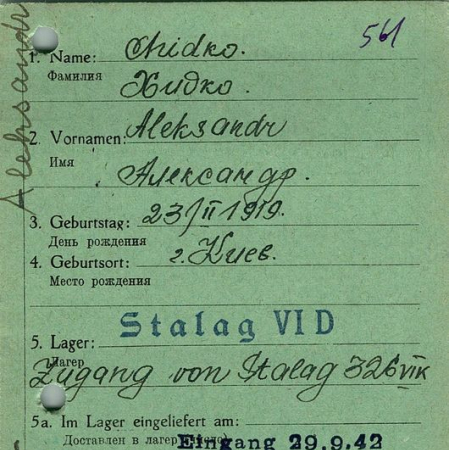 561
Aleksandr
1. Name: Chidko.
Фамилия
Хидко.
2. Vornamen: Aleksandr
Имя
Александр.
3. Geburtstag: 23/II 1919.
День рождения
4. Geburtsort: г. Киев.
Место рождения
Stalag VI D
5. Lager:
Лагерь
Zugang von Stalag 326 VIK
5a. Im Lager eingeliefert am:
Доставлен в лагерь
Eingang 29.9.42